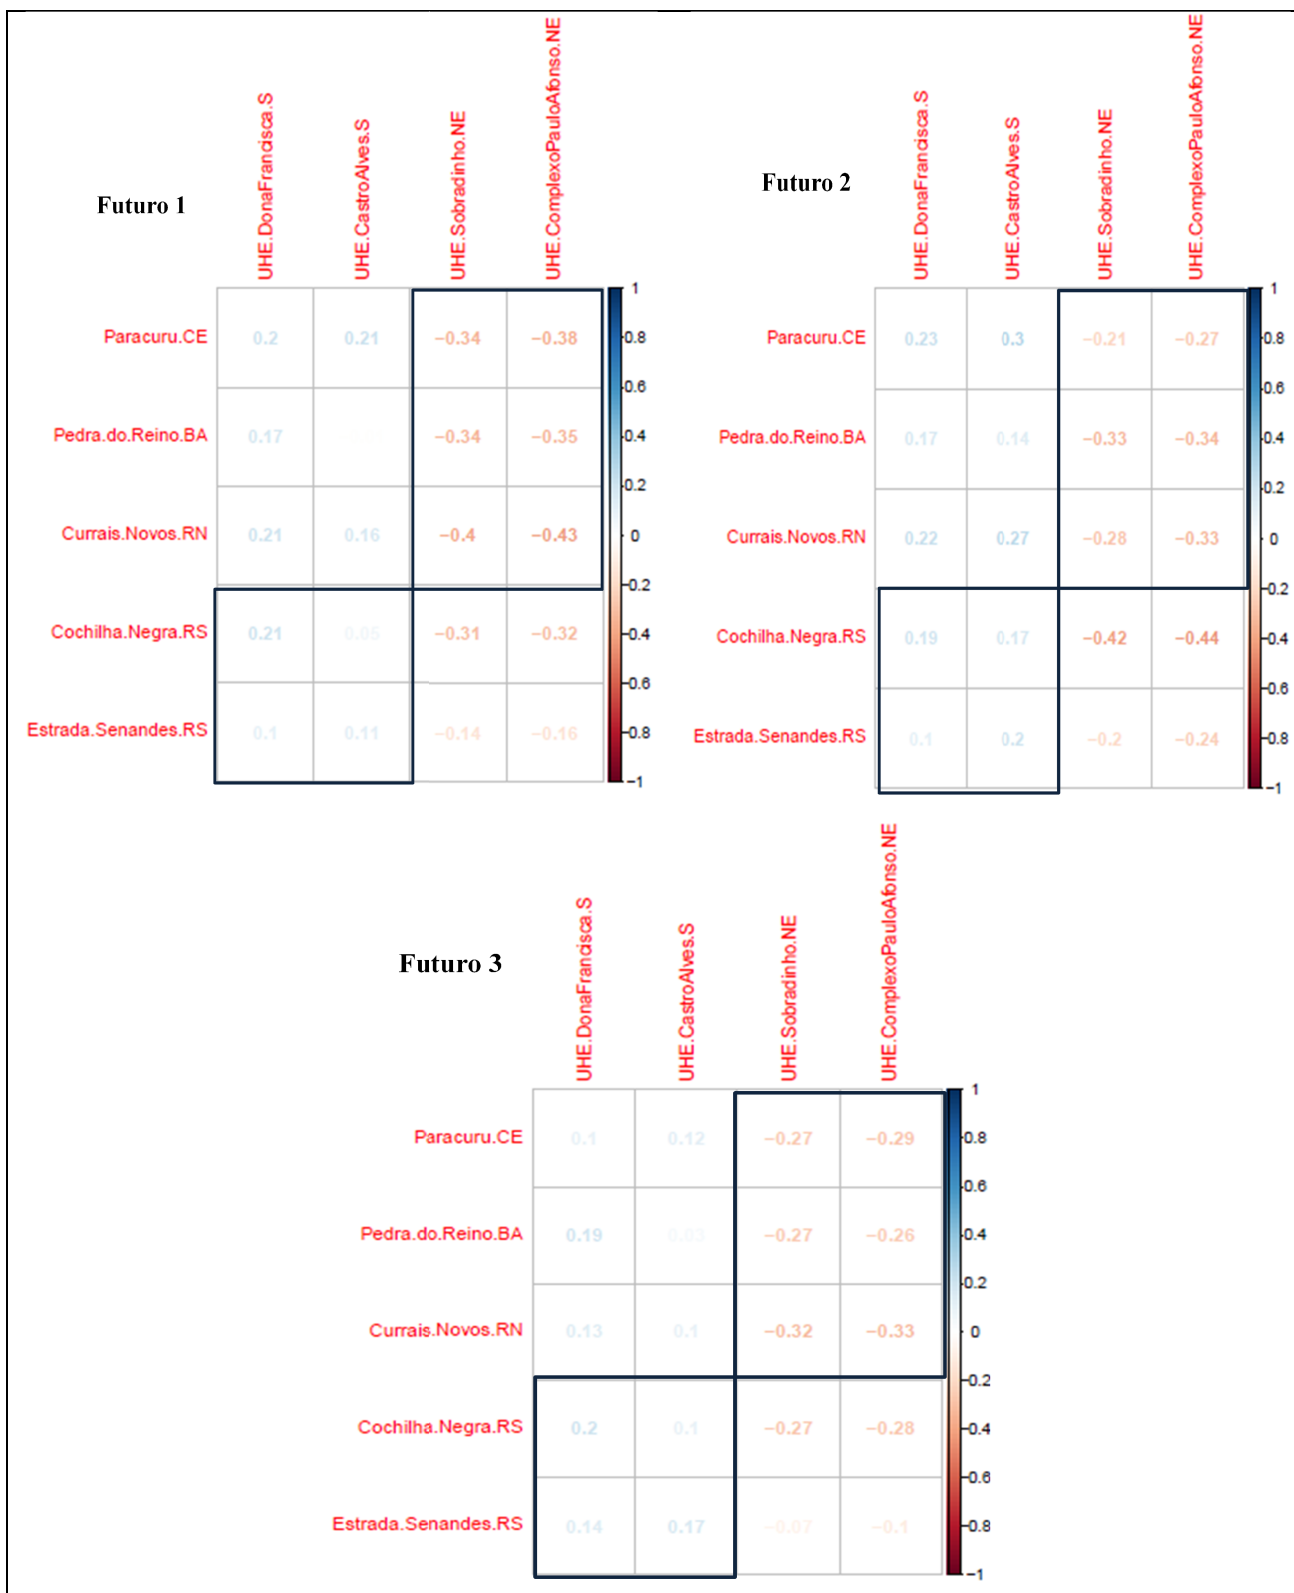 Futuro 1
UHE.DonaFrancisca.S
UHE.CastroAlves.S
UHE.Sobradinho.NE
UHE.ComplexoPauloAfonso.NE
Paracuru.CE 0.2 0.21 −0.34 −0.38
Pedra.do.Reino.BA 0.17 −0.34 −0.35
Currais.Novos.RN 0.21 0.16 −0.4 −0.43
Cochilha.Negra.RS 0.21 0.05 −0.31 −0.32
Estrada.Senandes.RS 0.1 0.11 −0.14 −0.16
1
0.8
0.6
0.4
0.2
0
−0.2
−0.4
−0.6
−0.8
−1
Futuro 2
UHE.DonaFrancisca.S
UHE.CastroAlves.S
UHE.Sobradinho.NE
UHE.ComplexoPauloAfonso.NE
Paracuru.CE 0.23 0.3 −0.21 −0.27
Pedra.do.Reino.BA 0.17 0.14 −0.33 −0.34
Currais.Novos.RN 0.22 0.27 −0.28 −0.33
Cochilha.Negra.RS 0.19 0.17 −0.42 −0.44
Estrada.Senandes.RS 0.1 0.2 −0.2 −0.24
1
0.8
0.6
0.4
0.2
0
−0.2
−0.4
−0.6
−0.8
−1
Futuro 3
UHE.DonaFrancisca.S
UHE.CastroAlves.S
UHE.Sobradinho.NE
UHE.ComplexoPauloAfonso.NE
Paracuru.CE 0.1 0.12 −0.27 −0.29
Pedra.do.Reino.BA 0.19 0.03 −0.27 −0.26
Currais.Novos.RN 0.13 0.1 −0.32 −0.33
Cochilha.Negra.RS 0.2 0.1 −0.27 −0.28
Estrada.Senandes.RS 0.14 0.17 −0.07 −0.1
1
0.8
0.6
0.4
0.2
0
−0.2
−0.4
−0.6
−0.8
−1